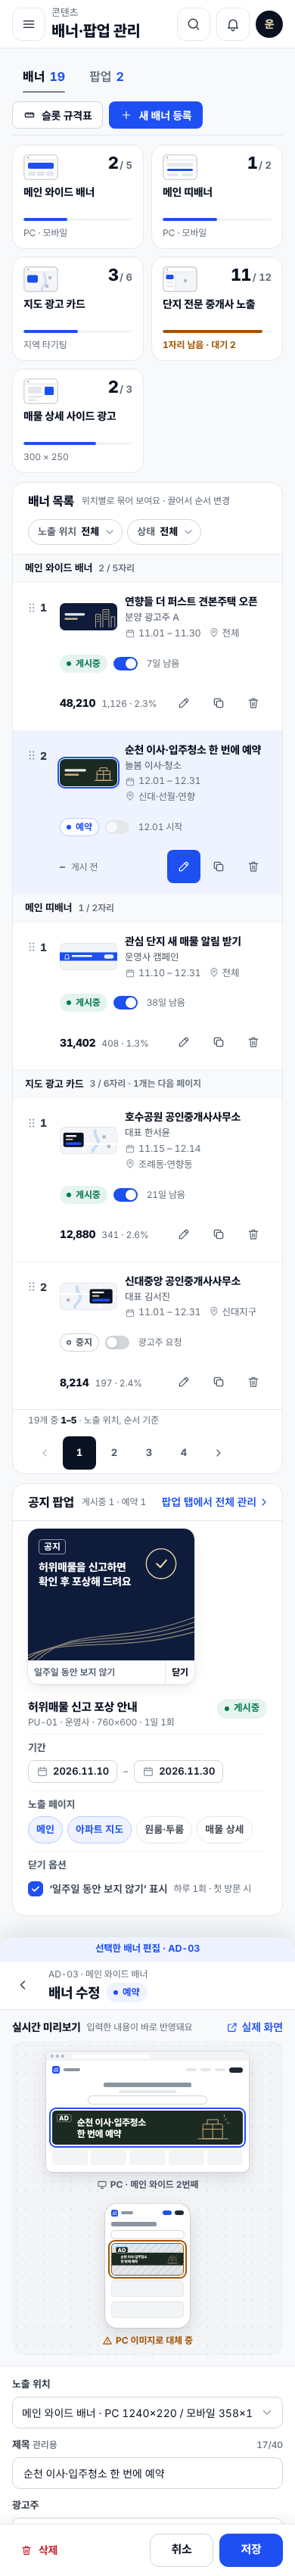 콘텐츠
배너·팝업 관리
운
배너 19
팝업 2
슬롯 규격표
새 배너 등록
2 / 5
메인 와이드 배너
PC · 모바일
1 / 2
메인 띠배너
PC · 모바일
3 / 6
지도 광고 카드
지역 타기팅
11 / 12
단지 전문 중개사 노출
1자리 남음 · 대기 2
2 / 3
매물 상세 사이드 광고
300 × 250
배너 목록 위치별로 묶어 보여요 · 끌어서 순서 변경
노출 위치 전체
상태 전체
메인 와이드 배너 2 / 5자리
1
연향들 더 퍼스트 견본주택 오픈
분양 광고주 A
11.01 – 11.30 전체
게시중 7일 남음
48,210 1,126 · 2.3%
2
순천 이사·입주청소 한 번에 예약
늘봄 이사·청소
12.01 – 12.31
신대·선월·연향
예약 12.01 시작
– 게시 전
메인 띠배너 1 / 2자리
1
관심 단지 새 매물 알림 받기
운영사 캠페인
11.10 – 12.31 전체
게시중 38일 남음
31,402 408 · 1.3%
지도 광고 카드 3 / 6자리 · 1개는 다음 페이지
1
호수공원 공인중개사사무소
대표 한서윤
11.15 – 12.14
조례동·연향동
게시중 21일 남음
12,880 341 · 2.6%
2
신대중앙 공인중개사사무소
대표 김서진
11.01 – 12.31 신대지구
중지 광고주 요청
8,214 197 · 2.4%
19개 중 1–5 · 노출 위치, 순서 기준
1 2 3 4
공지 팝업 게시중 1 · 예약 1
팝업 탭에서 전체 관리
공지
허위매물을 신고하면
확인 후 포상해 드려요
일주일 동안 보지 않기
닫기
허위매물 신고 포상 안내
게시중
PU-01 · 운영사 · 760×600 · 1일 1회
기간
2026.11.10 – 2026.11.30
노출 페이지
메인 아파트 지도 원룸·투룸 매물 상세
닫기 옵션
‘일주일 동안 보지 않기’ 표시 하루 1회 · 첫 방문 시
선택한 배너 편집 · AD-03
AD-03 · 메인 와이드 배너
배너 수정 예약
실시간 미리보기 입력한 내용이 바로 반영돼요
실제 화면
AD
순천 이사·입주청소
한 번에 예약
PC · 메인 와이드 2번째
AD
순천 이사·입주청소
한 번에 예약
PC 이미지로 대체 중
노출 위치
메인 와이드 배너 · PC 1240×220 / 모바일 358×1
제목 관리용
17/40
순천 이사·입주청소 한 번에 예약
광고주
삭제
취소
저장